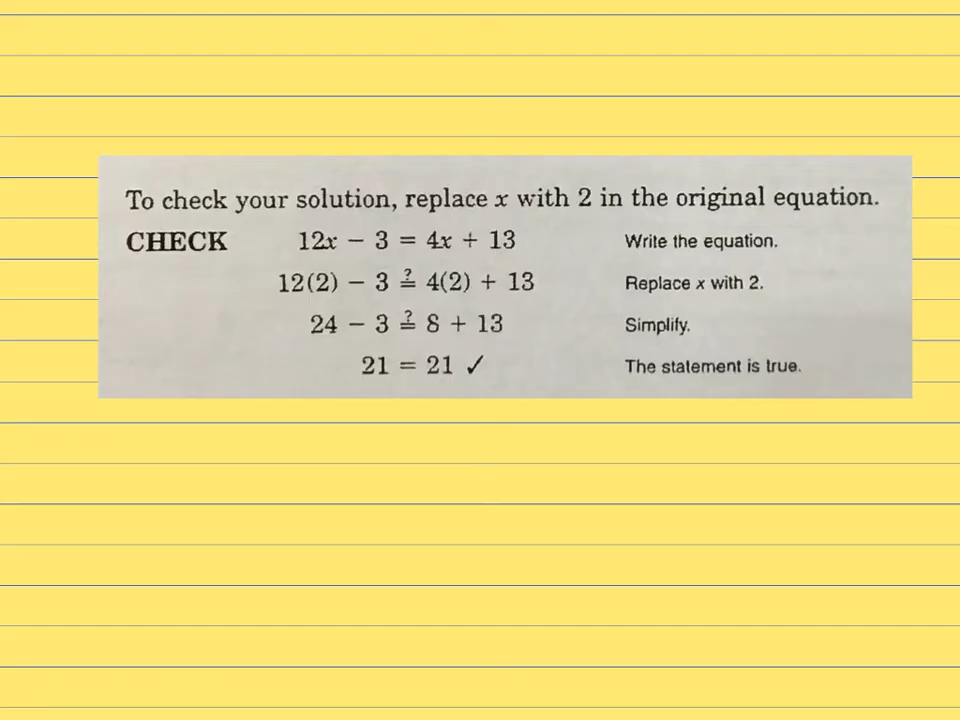 To check your solution, replace x with 2 in the original equation.
CHECK 12x − 3 = 4x + 13 Write the equation.
12(2) − 3 ≟ 4(2) + 13 Replace x with 2.
24 − 3 ≟ 8 + 13 Simplify.
21 = 21 ✓ The statement is true.